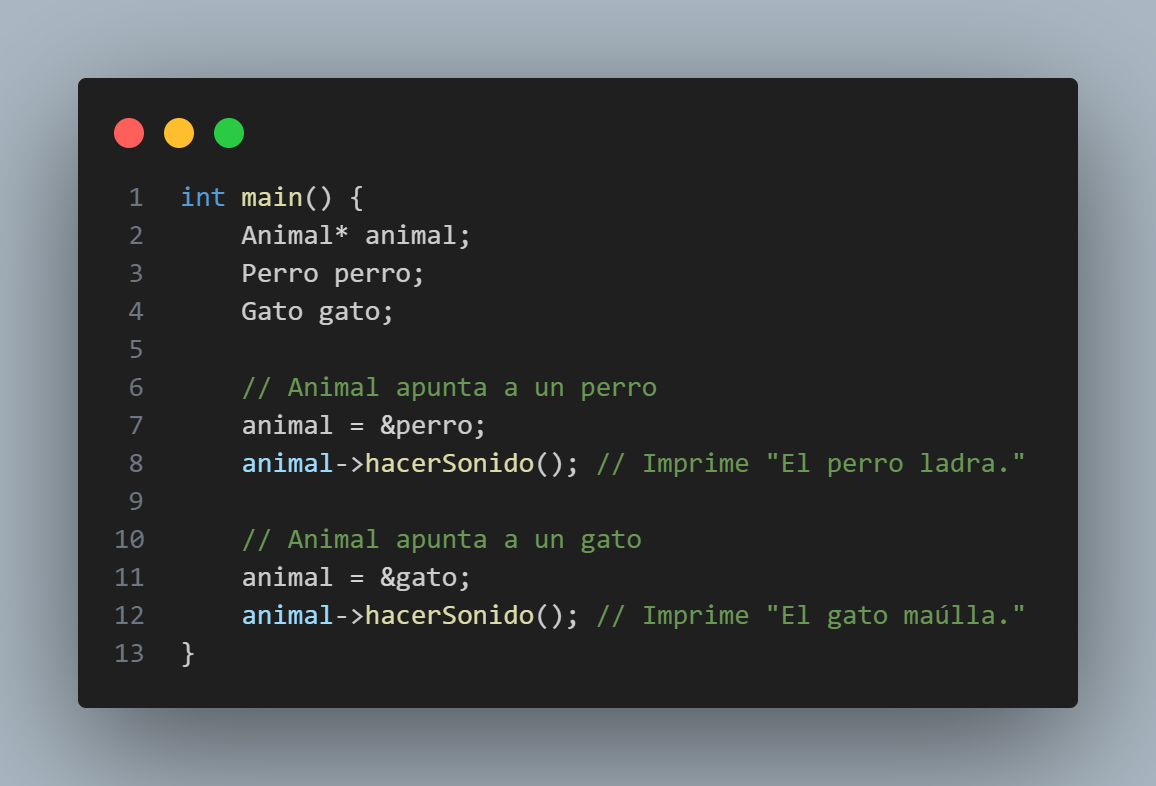 1 int main() {
2     Animal* animal;
3     Perro perro;
4     Gato gato;
5
6     // Animal apunta a un perro
7     animal = &perro;
8     animal->hacerSonido(); // Imprime "El perro ladra."
9
10     // Animal apunta a un gato
11     animal = &gato;
12     animal->hacerSonido(); // Imprime "El gato maúlla."
13 }